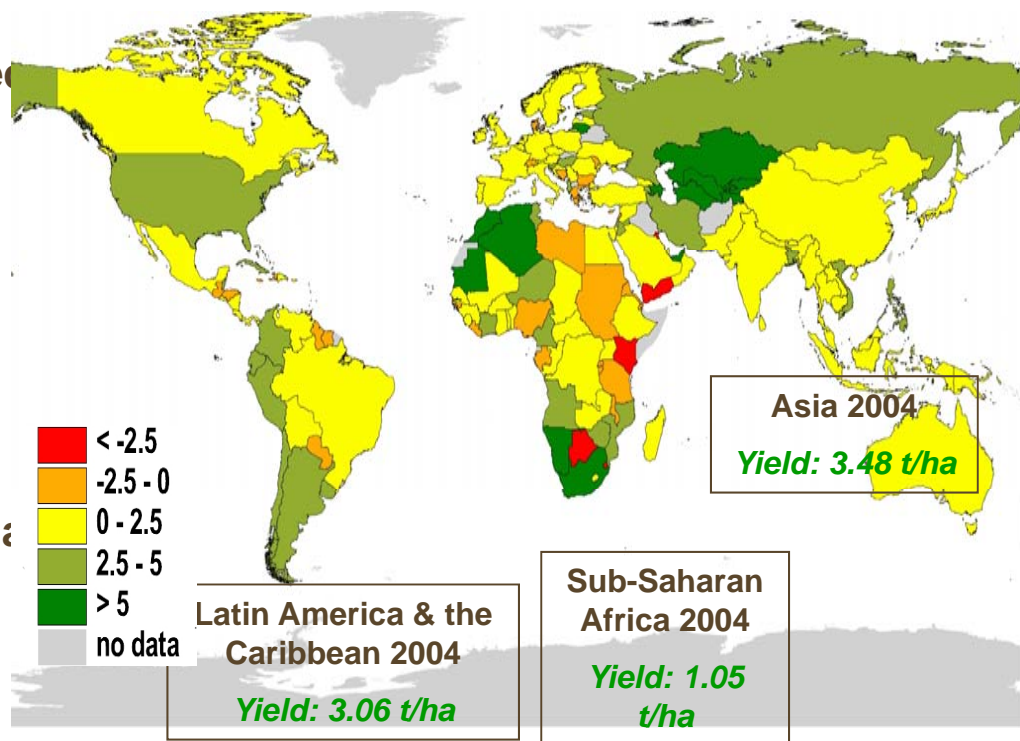 Asia 2004
Yield: 3.48 t/ha
< -2.5
-2.5 - 0
0 - 2.5
2.5 - 5
> 5
no data
Latin America & the
Caribbean 2004
Yield: 3.06 t/ha
Sub-Saharan
Africa 2004
Yield: 1.05
t/ha